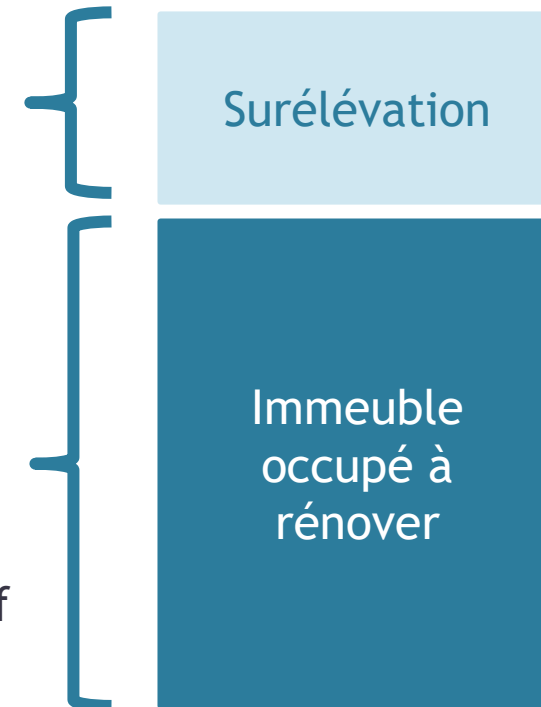 Surélévation
Immeuble
occupé à
rénover
f